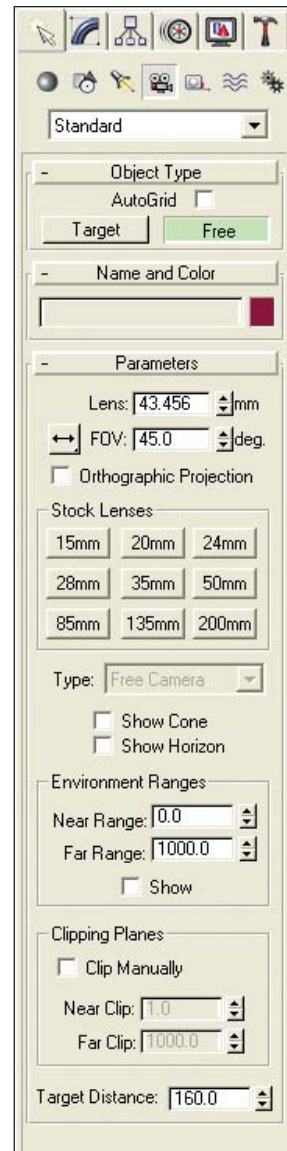 Standard
- Object Type
AutoGrid
Target Free
- Name and Color
- Parameters
Lens: 43.456 mm
FOV: 45.0 deg.
Orthographic Projection
Stock Lenses
15mm 20mm 24mm
28mm 35mm 50mm
85mm 135mm 200mm
Type: Free Camera
Show Cone
Show Horizon
Environment Ranges
Near Range: 0.0
Far Range: 1000.0
Show
Clipping Planes
Clip Manually
Near Clip: 1.0
Far Clip: 1000.0
Target Distance: 160.0